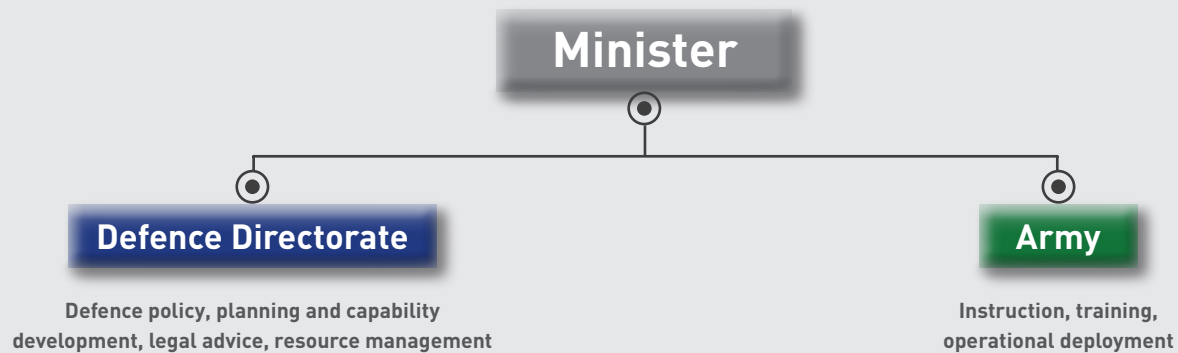 Minister
Defence Directorate
Defence policy, planning and capability
development, legal advice, resource management
Army
Instruction, training,
operational deployment